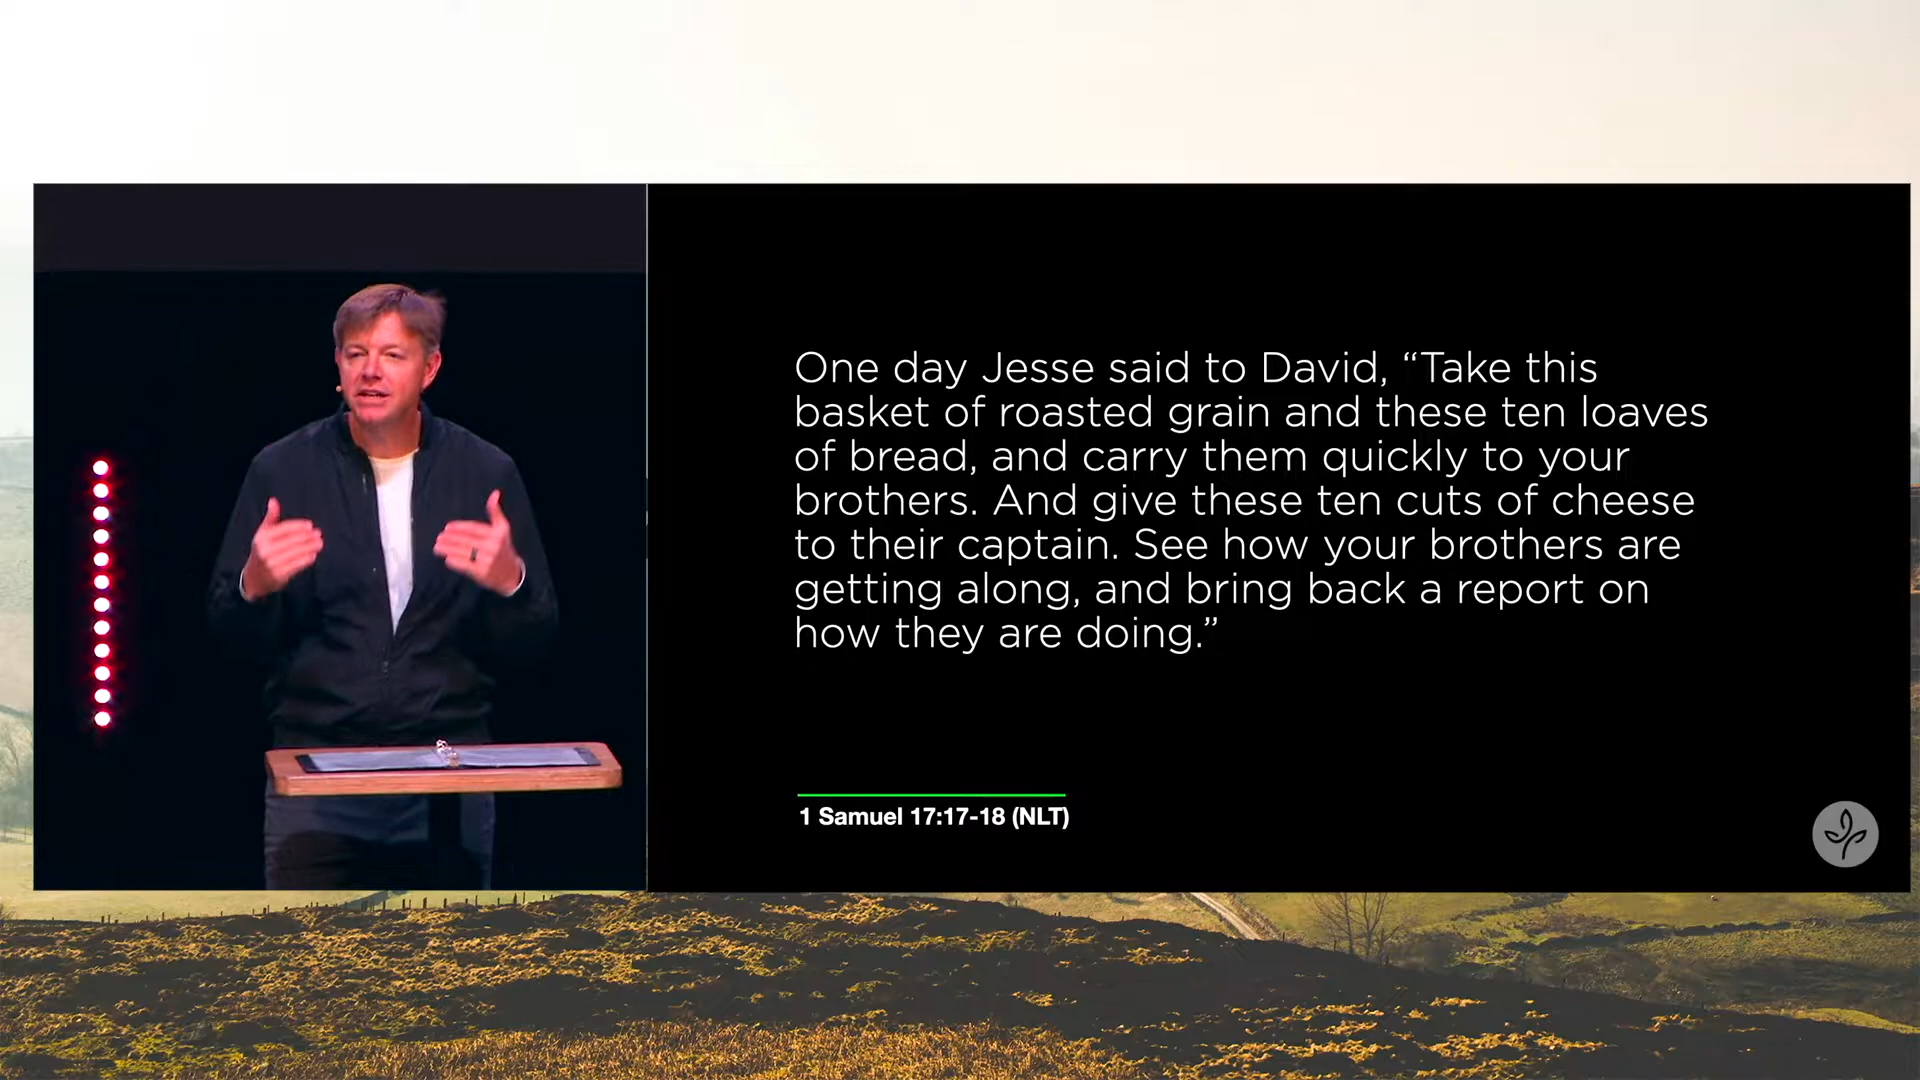 One day Jesse said to David, “Take this
basket of roasted grain and these ten loaves
of bread, and carry them quickly to your
brothers. And give these ten cuts of cheese
to their captain. See how your brothers are
getting along, and bring back a report on
how they are doing.”
1 Samuel 17:17-18 (NLT)